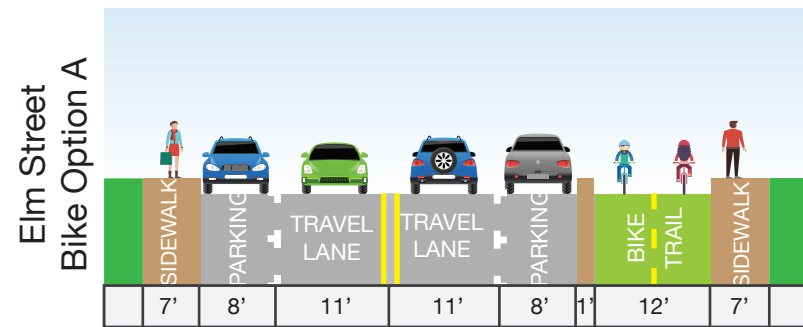 Elm Street
Bike Option A
SIDEWALK
PARKING
TRAVEL
LANE
TRAVEL
LANE
PARKING
BIKE
TRAIL
SIDEWALK
7’ 8’ 11’ 11’ 8’ 1’ 12’ 7’